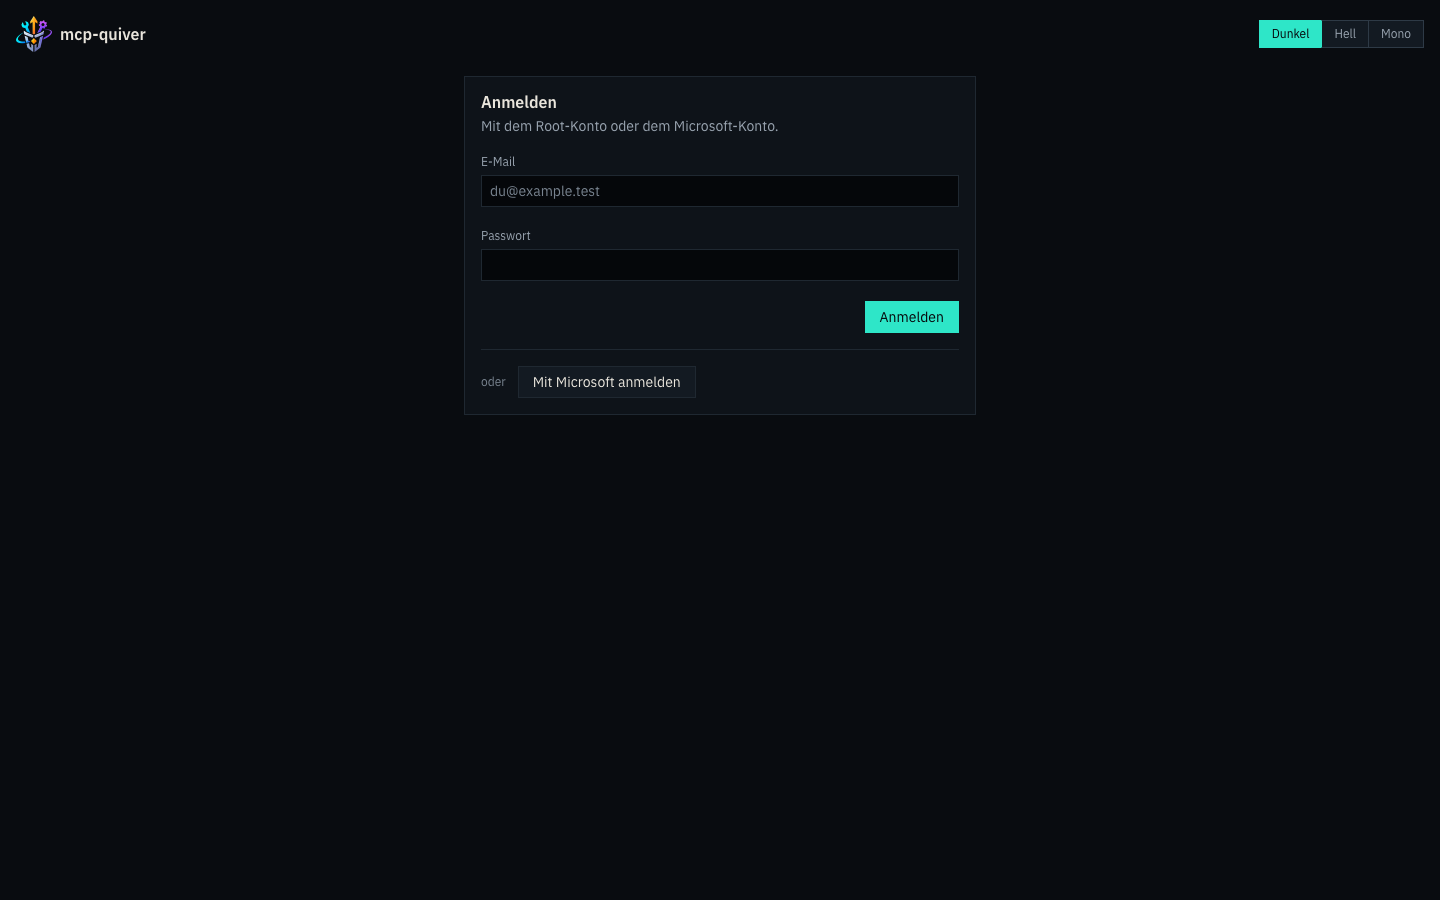 mcp-quiver
Dunkel Hell Mono
Anmelden
Mit dem Root-Konto oder dem Microsoft-Konto.
E-Mail
du@example.test
Passwort
Anmelden
oder Mit Microsoft anmelden